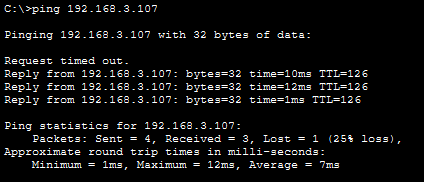 C:\>ping 192.168.3.107
Pinging 192.168.3.107 with 32 bytes of data:
Request timed out.
Reply from 192.168.3.107: bytes=32 time=10ms TTL=126
Reply from 192.168.3.107: bytes=32 time=12ms TTL=126
Reply from 192.168.3.107: bytes=32 time=1ms TTL=126
Ping statistics for 192.168.3.107:
Packets: Sent = 4, Received = 3, Lost = 1 (25% loss),
Approximate round trip times in milli-seconds:
Minimum = 1ms, Maximum = 12ms, Average = 7ms